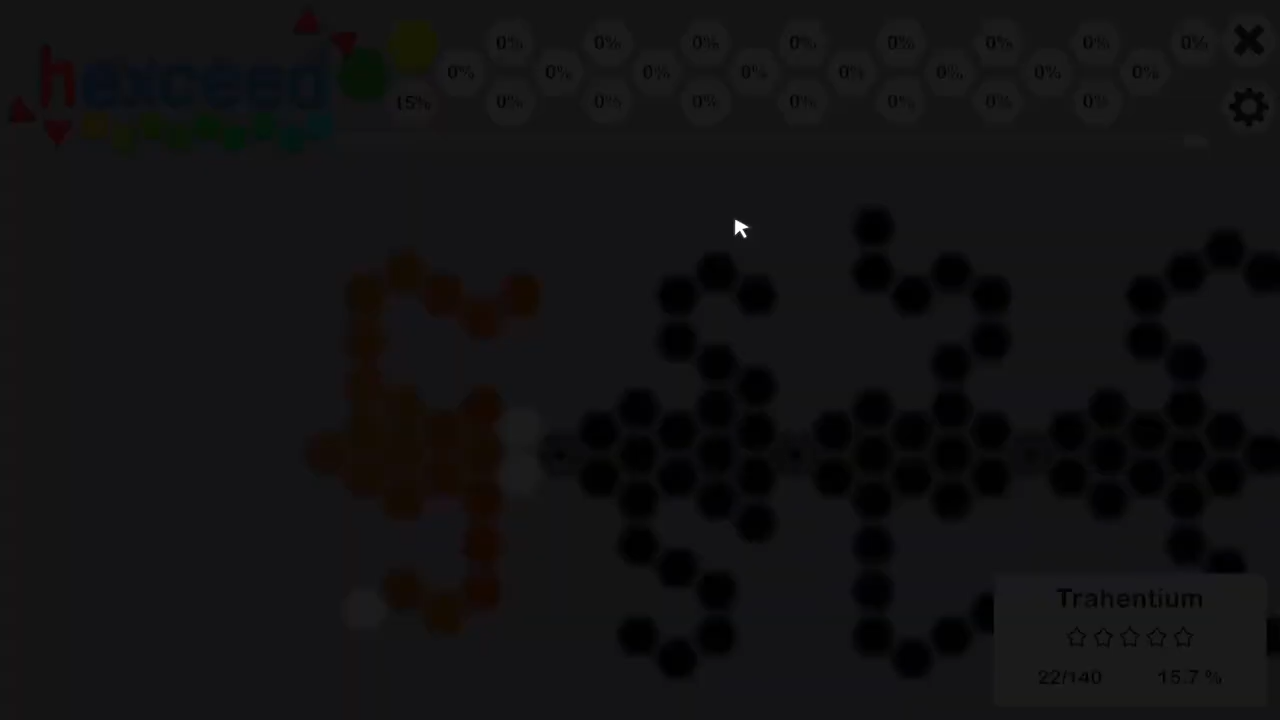 hexceed
0% 0% 0% 0% 0% 0% 0% 0%
0% 0% 0% 0% 0% 0% 0% 0%
15% 0% 0% 0% 0% 0% 0% 0%
Trahentium
22/140 15.7 %